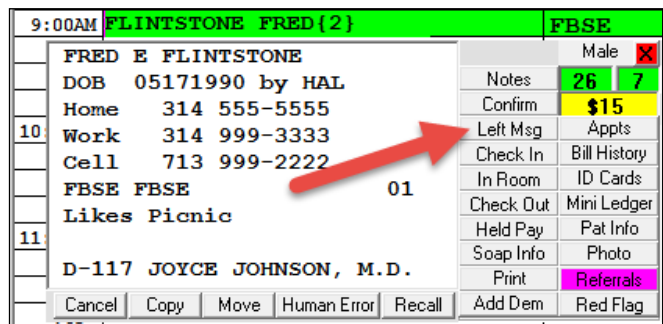 9:00AM FLINTSTONE FRED{2} FBSE
FRED E FLINTSTONE
DOB 05171990 by HAL
Home 314 555-5555
Work 314 999-3333
Cell 713 999-2222
FBSE FBSE 01
Likes Picnic
D-117 JOYCE JOHNSON, M.D.
10:
11:
Male X
Notes 26 7
Confirm $15
Left Msg Appts
Check In Bill History
In Room ID Cards
Check Out Mini Ledger
Held Pay Pat Info
Soap Info Photo
Print Referrals
Cancel Copy Move Human Error Recall Add Dem Red Flag